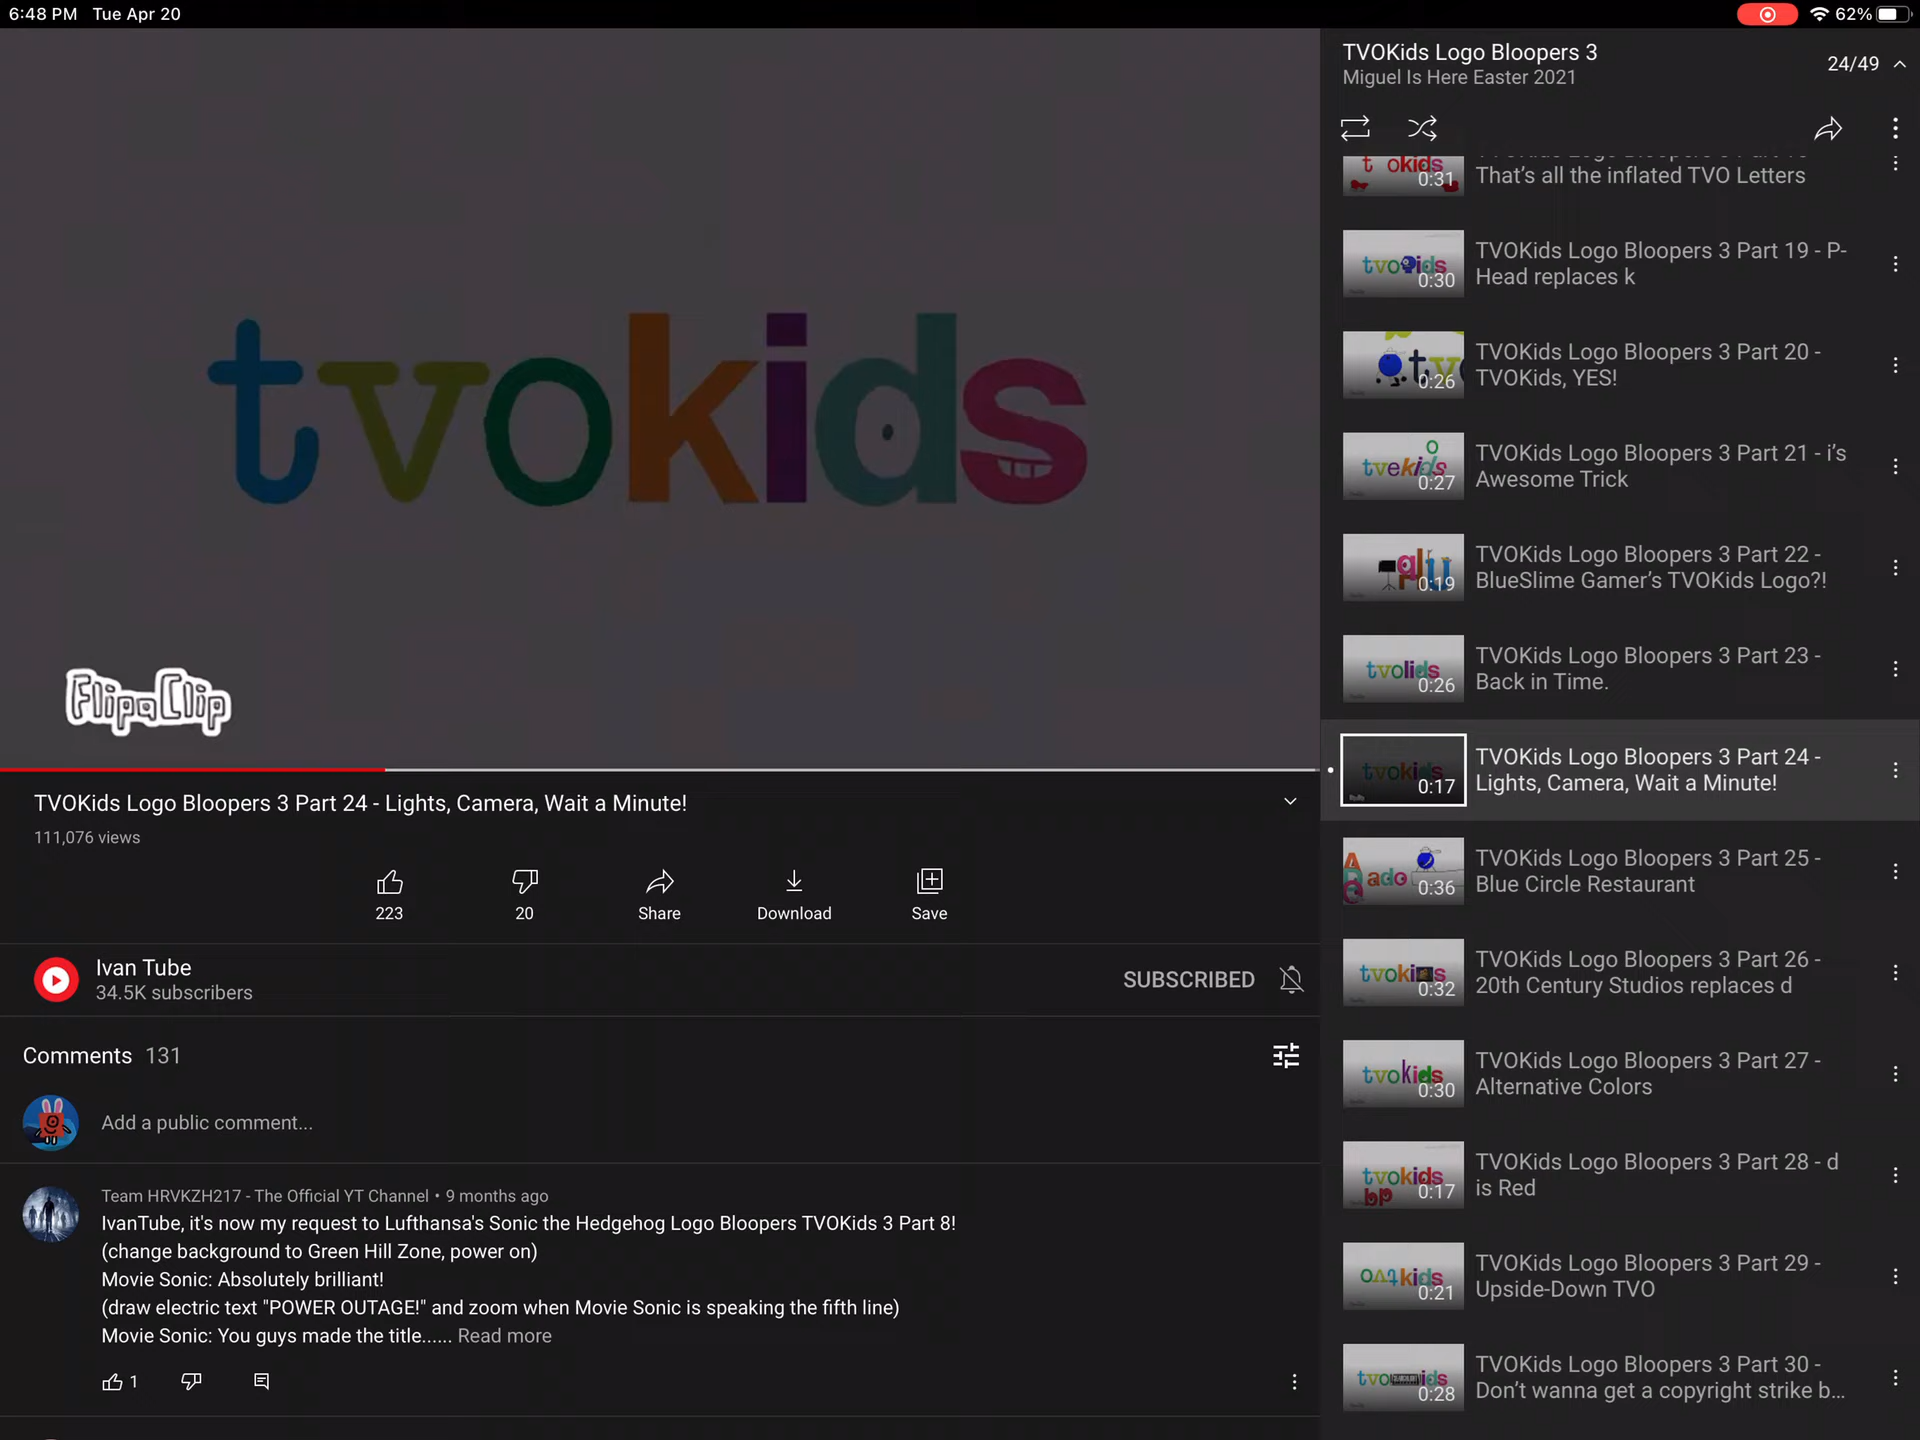 6:48 PM Tue Apr 20
62%
tvokids
FlipaClip
TVOKids Logo Bloopers 3 Part 24 - Lights, Camera, Wait a Minute!
111,076 views
223
20
Share
Download
Save
Ivan Tube
34.5K subscribers
SUBSCRIBED
Comments 131
Add a public comment...
Team HRVKZH217 - The Official YT Channel • 9 months ago
IvanTube, it's now my request to Lufthansa's Sonic the Hedgehog Logo Bloopers TVOKids 3 Part 8!
(change background to Green Hill Zone, power on)
Movie Sonic: Absolutely brilliant!
(draw electric text "POWER OUTAGE!" and zoom when Movie Sonic is speaking the fifth line)
Movie Sonic: You guys made the title...... Read more
1
TVOKids Logo Bloopers 3
Miguel Is Here Easter 2021
24/49
t okids
0:31
That’s all the inflated TVO Letters
0:30
TVOKids Logo Bloopers 3 Part 19 - P-
Head replaces k
0:26
TVOKids Logo Bloopers 3 Part 20 -
TVOKids, YES!
tvekids
0:27
TVOKids Logo Bloopers 3 Part 21 - i’s
Awesome Trick
0:19
TVOKids Logo Bloopers 3 Part 22 -
BlueSlime Gamer’s TVOKids Logo?!
tvolids
0:26
TVOKids Logo Bloopers 3 Part 23 -
Back in Time.
tvokids
0:17
TVOKids Logo Bloopers 3 Part 24 -
Lights, Camera, Wait a Minute!
ado
0:36
TVOKids Logo Bloopers 3 Part 25 -
Blue Circle Restaurant
0:32
TVOKids Logo Bloopers 3 Part 26 -
20th Century Studios replaces d
tvokids
0:30
TVOKids Logo Bloopers 3 Part 27 -
Alternative Colors
tvokids
bp
0:17
TVOKids Logo Bloopers 3 Part 28 - d
is Red
0:21
TVOKids Logo Bloopers 3 Part 29 -
Upside-Down TVO
0:28
TVOKids Logo Bloopers 3 Part 30 -
Don’t wanna get a copyright strike b...